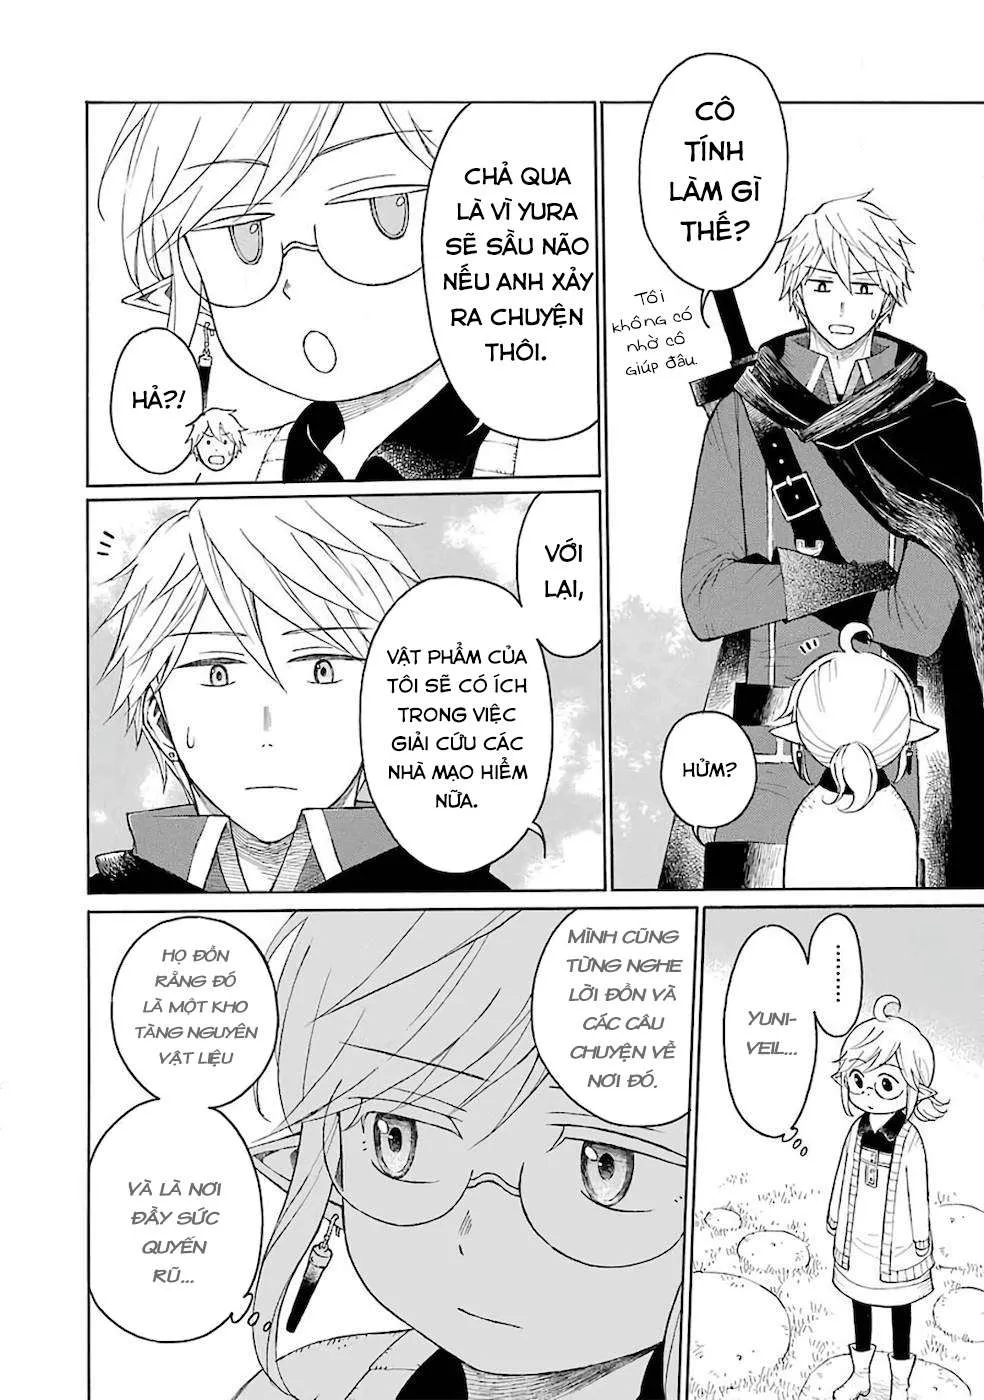 CÔ
TÍNH
LÀM GÌ
THẾ?
Tôi
không có
nhờ cô
giúp đâu.
HỬM?
CHẢ QUA
LÀ VÌ YURA
SẼ SẦU NÃO
NẾU ANH XẢY
RA CHUYỆN
THÔI.
HẢ?!
VỚI
LẠI,
VẬT PHẨM CỦA
TÔI SẼ CÓ ÍCH
TRONG VIỆC
GIẢI CỨU CÁC
NHÀ MẠO HIỂM
NỮA.
.........
YUNI-
VEIL...
MÌNH CŨNG
TỪNG NGHE
LỜI ĐỒN VÀ
CÁC CÂU
CHUYỆN VỀ
NƠI ĐÓ.
HỌ ĐỒN
RẰNG ĐÓ
LÀ MỘT KHO
TÀNG NGUYÊN
VẬT LIỆU
VÀ LÀ NƠI
ĐẦY SỨC
QUYẾN
RŨ...